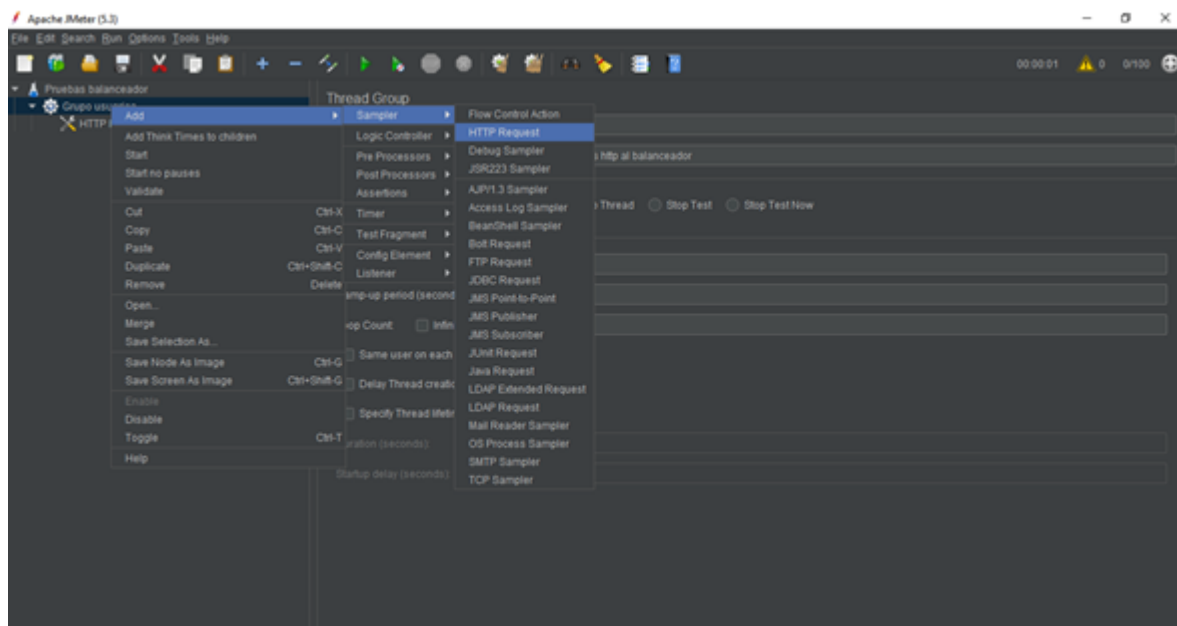 Apache JMeter (5.3)
File Edit Search Run Options Tools Help
00:00:01 0 0/100
Pruebas balanceador
Grupo usuarios
HTTP
Add
Add Think Times to children
Start
Start no pauses
Validate
Cut Ctrl-X
Copy Ctrl-C
Paste Ctrl-V
Duplicate Ctrl+Shift-C
Remove Delete
Open...
Merge
Save Selection As...
Save Node As Image Ctrl-G
Save Screen As Image Ctrl+Shift-G
Enable
Disable
Toggle Ctrl-T
Help
Sampler
Logic Controller
Pre Processors
Post Processors
Assertions
Timer
Test Fragment
Config Element
Listener
Flow Control Action
HTTP Request
Debug Sampler
JSR223 Sampler
AJP/1.3 Sampler
Access Log Sampler
BeanShell Sampler
Bolt Request
FTP Request
JDBC Request
JMS Point-to-Point
JMS Publisher
JMS Subscriber
JUnit Request
Java Request
LDAP Extended Request
LDAP Request
Mail Reader Sampler
OS Process Sampler
SMTP Sampler
TCP Sampler
Thread Group
http al balanceador
Thread Stop Test Stop Test Now
amp-up period (second
op Count: Infin
Same user on each
Delay Thread creatio
Specify Thread lifetim
uration (seconds):
Startup delay (seconds):